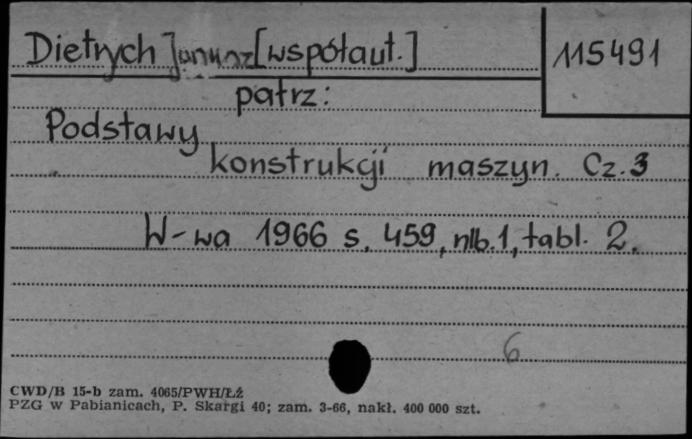 Dietrych Janusz [współaut.]
115491
patrz:
Podstawy
konstrukcji maszyn. Cz. 3
W-wa 1966 s. 459, nlb. 1, tabl. 2.
6
CWD/B 15-b zam. 4065/PWH/Łź
PZG w Pabianicach, P. Skargi 40; zam. 3-66, nakł. 400 000 szt.